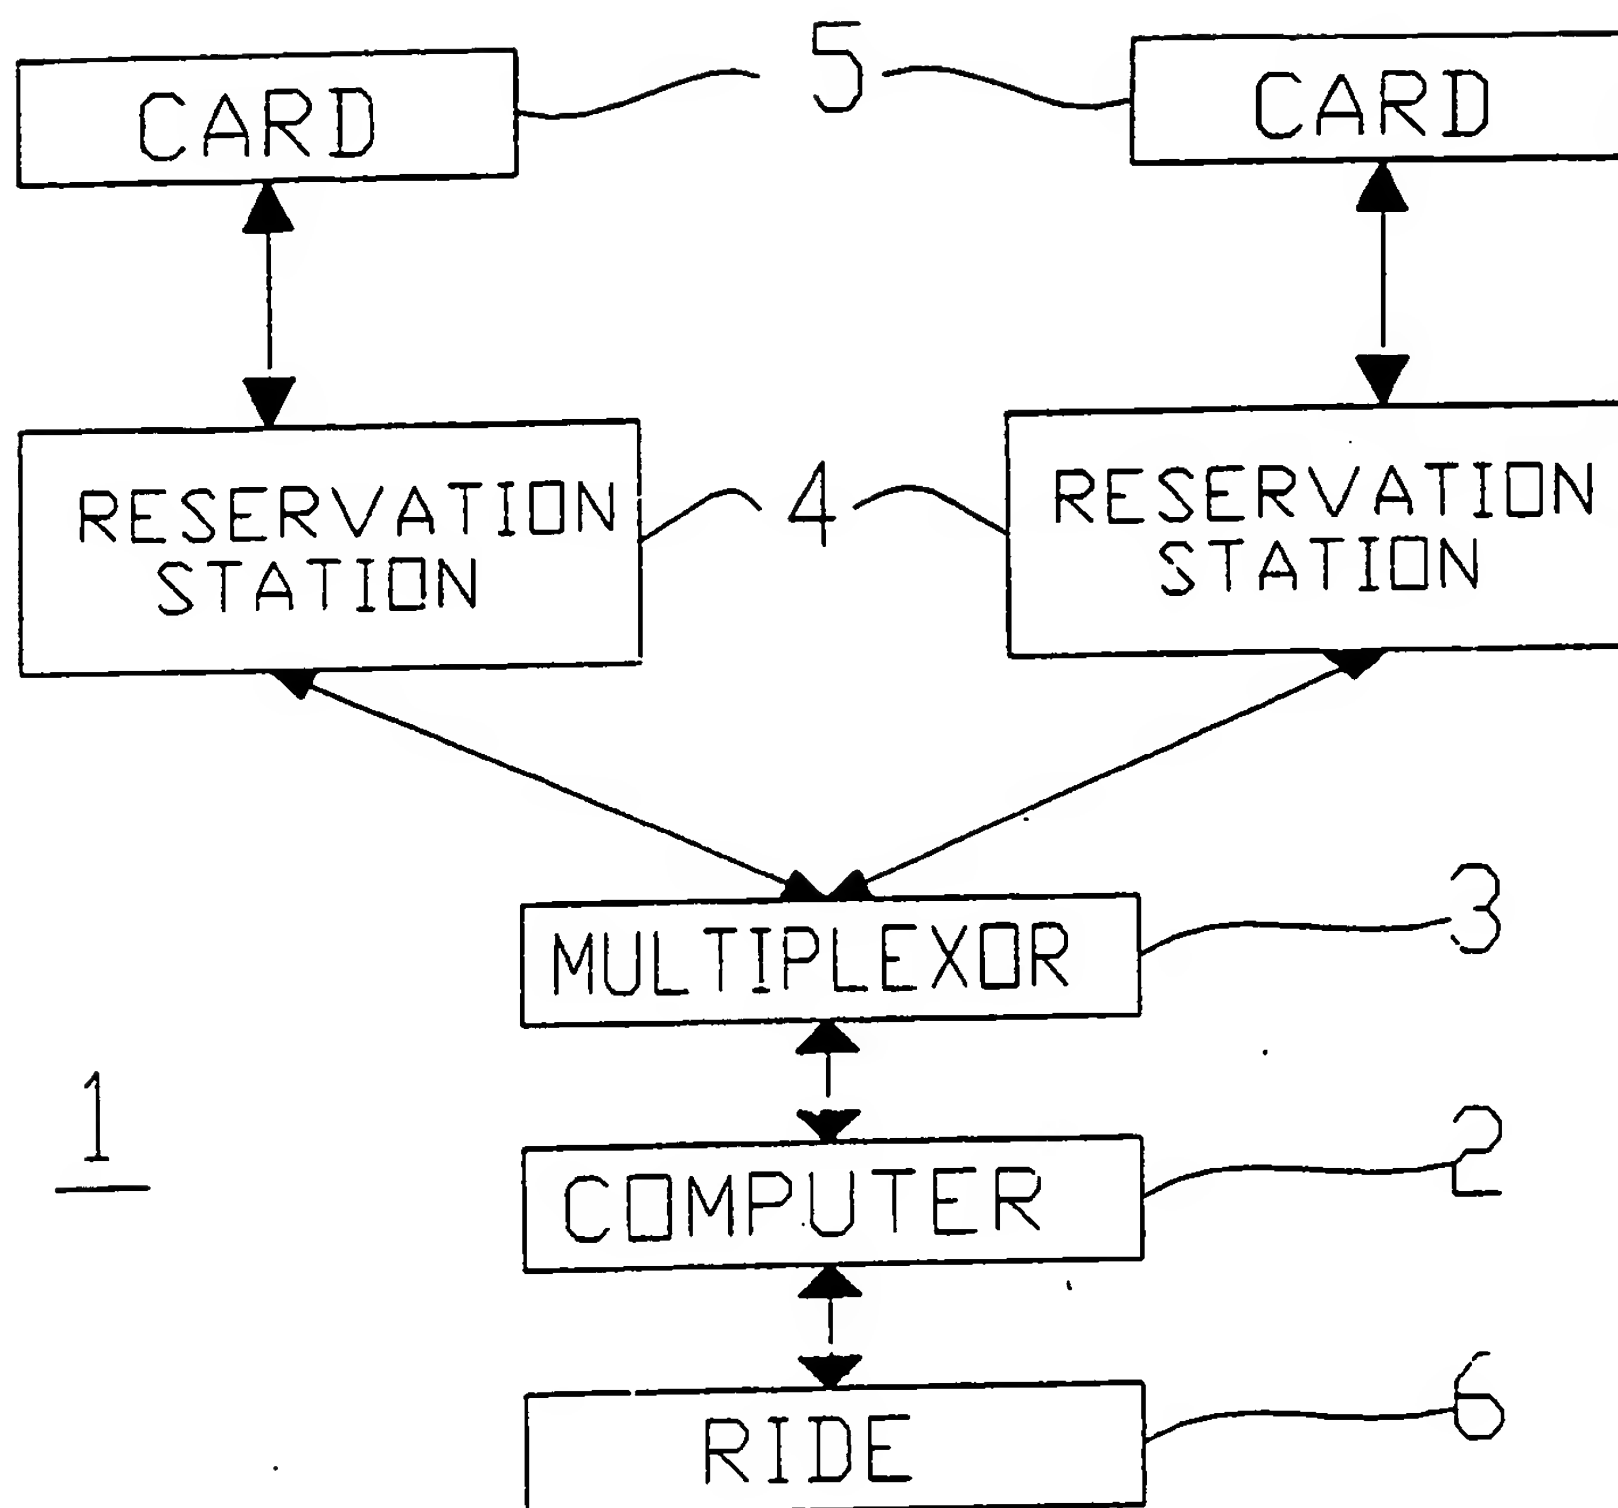 CARD
5
CARD
RESERVATION
STATION
4
RESERVATION
STATION
MULTIPLEXOR
3
1
COMPUTER
2
RIDE
6